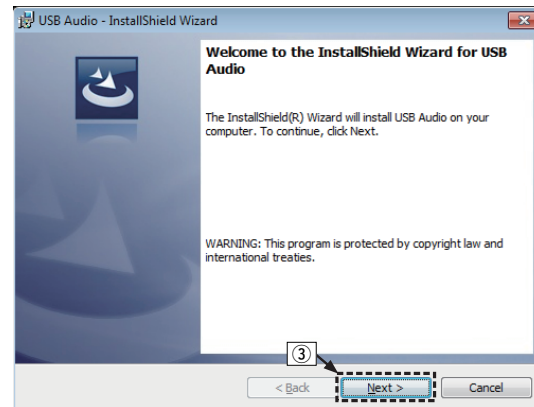 USB Audio - InstallShield Wizard
Welcome to the InstallShield Wizard for USB
Audio
The InstallShield(R) Wizard will install USB Audio on your
computer. To continue, click Next.
WARNING: This program is protected by copyright law and
international treaties.
③
< Back Next > Cancel